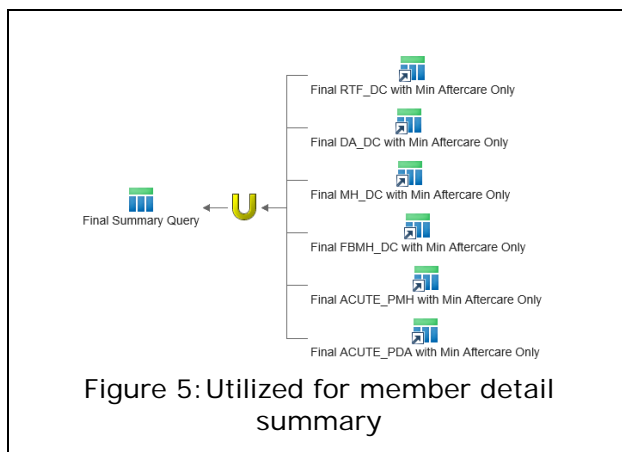 Final RTF_DC with Min Aftercare Only
Final DA_DC with Min Aftercare Only
Final MH_DC with Min Aftercare Only
U
Final Summary Query
Final FBMH_DC with Min Aftercare Only
Final ACUTE_PMH with Min Aftercare Only
Final ACUTE_PDA with Min Aftercare Only
Figure 5: Utilized for member detail
summary